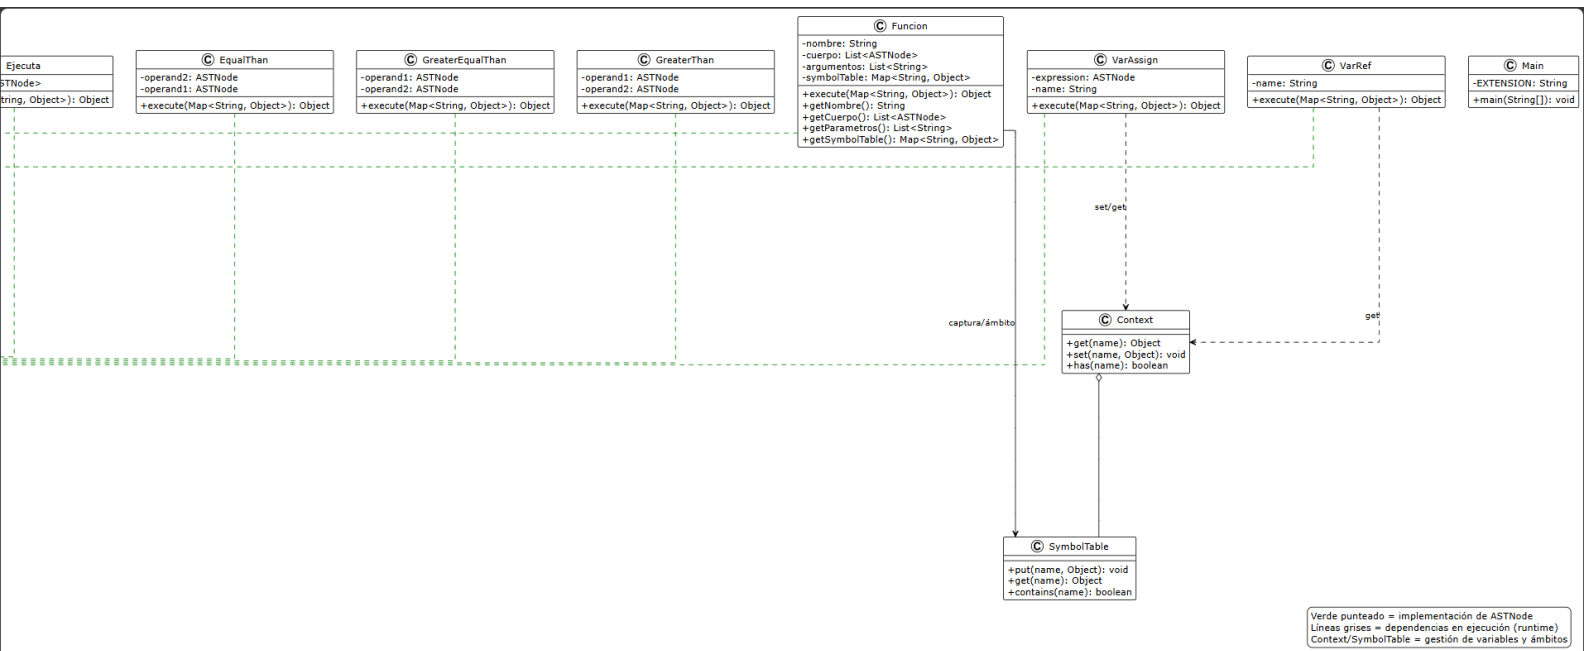 Ejecuta
STNode>
tring, Object>): Object
C EqualThan
-operand2: ASTNode
-operand1: ASTNode
+execute(Map<String, Object>): Object
C GreaterEqualThan
-operand1: ASTNode
-operand2: ASTNode
+execute(Map<String, Object>): Object
C GreaterThan
-operand1: ASTNode
-operand2: ASTNode
+execute(Map<String, Object>): Object
C Funcion
-nombre: String
-cuerpo: List<ASTNode>
-argumentos: List<String>
-symbolTable: Map<String, Object>
+execute(Map<String, Object>): Object
+getNombre(): String
+getCuerpo(): List<ASTNode>
+getParametros(): List<String>
+getSymbolTable(): Map<String, Object>
C VarAssign
-expression: ASTNode
-name: String
+execute(Map<String, Object>): Object
C VarRef
-name: String
+execute(Map<String, Object>): Object
C Main
-EXTENSION: String
+main(String[]): void
set/get
captura/ámbito
get
C Context
+get(name): Object
+set(name, Object): void
+has(name): boolean
C SymbolTable
+put(name, Object): void
+get(name): Object
+contains(name): boolean
Verde punteado = implementación de ASTNode
Líneas grises = dependencias en ejecución (runtime)
Context/SymbolTable = gestión de variables y ámbitos